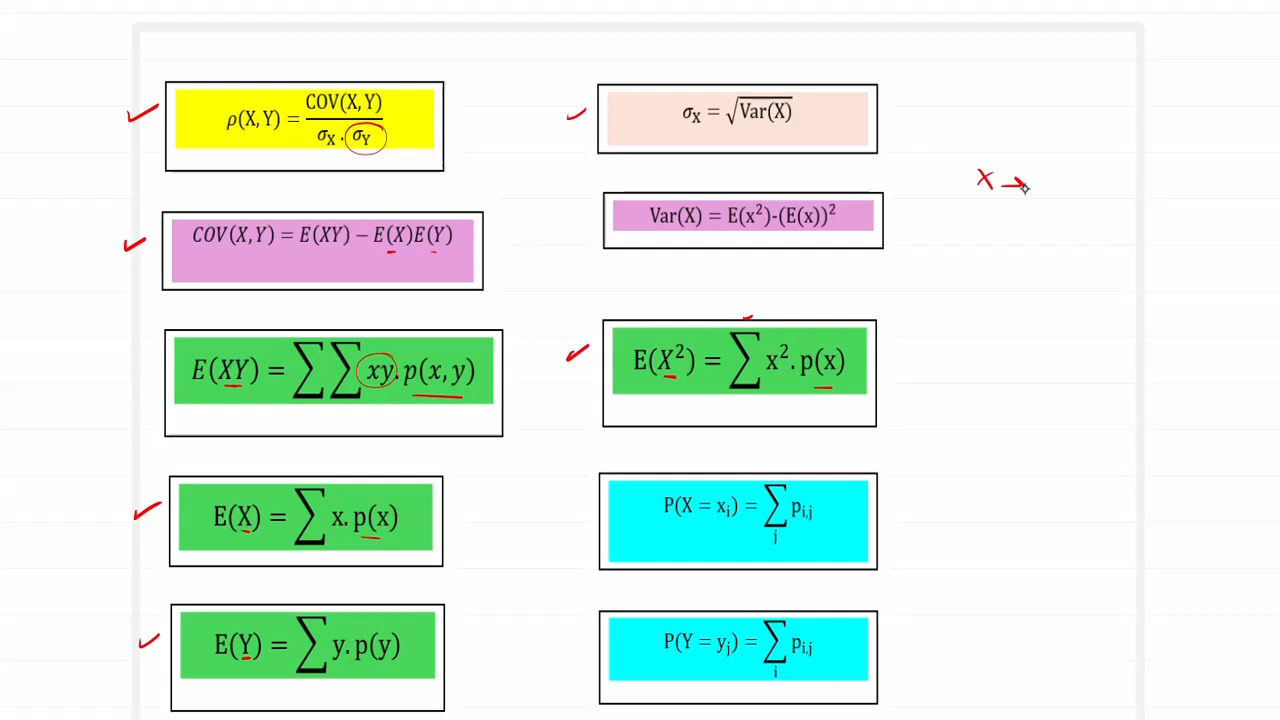 ρ(X,Y) = COV(X,Y) / σX . σY
COV(X,Y) = E(XY) − E(X)E(Y)
E(XY) = ∑∑ xy. p(x,y)
E(X) = ∑ x. p(x)
E(Y) = ∑ y. p(y)
σX = √Var(X)
Var(X) = E(x²)-(E(x))²
E(X²) = ∑ x². p(x)
P(X = xi) = ∑j pi,j
P(Y = yj) = ∑i pi,j
X →